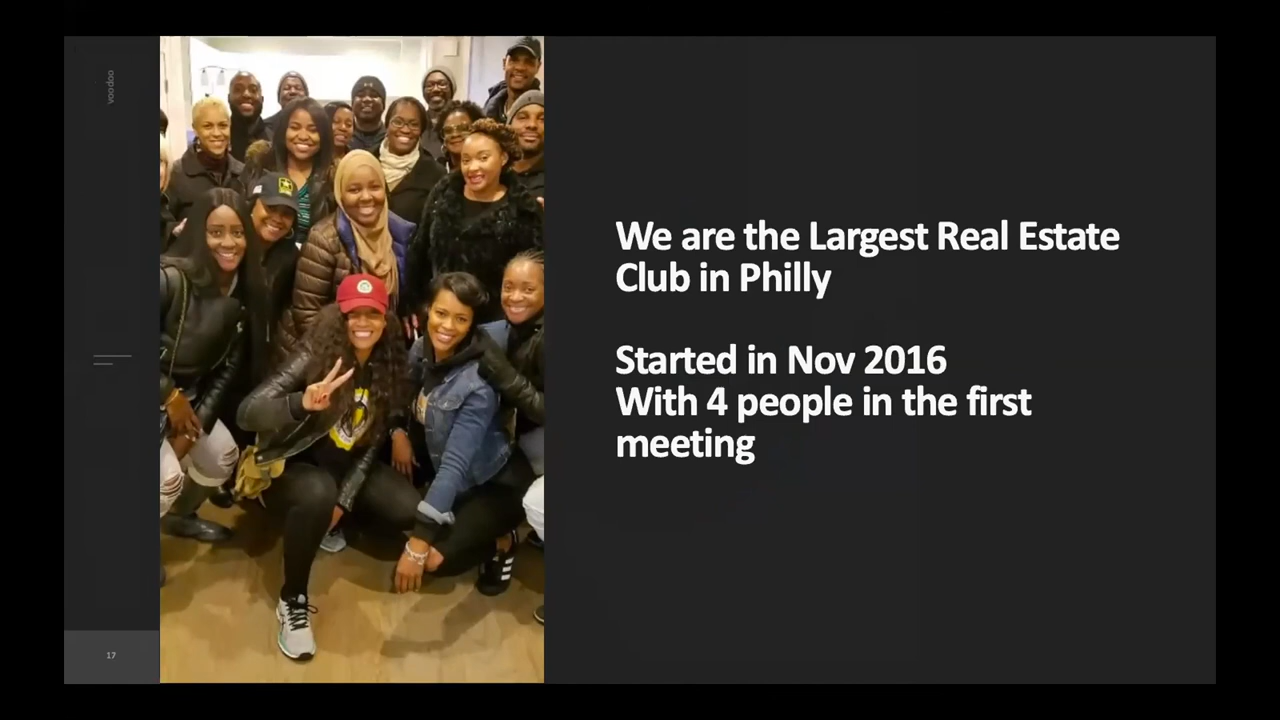 voodoo
We are the Largest Real Estate
Club in Philly
Started in Nov 2016
With 4 people in the first
meeting
17